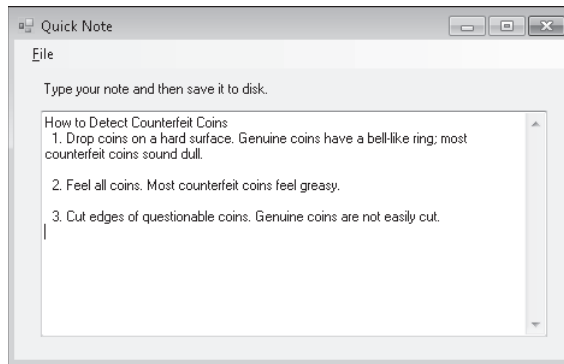 Quick Note
File
Type your note and then save it to disk.
How to Detect Counterfeit Coins
1. Drop coins on a hard surface. Genuine coins have a bell-like ring; most
counterfeit coins sound dull.
2. Feel all coins. Most counterfeit coins feel greasy.
3. Cut edges of questionable coins. Genuine coins are not easily cut.